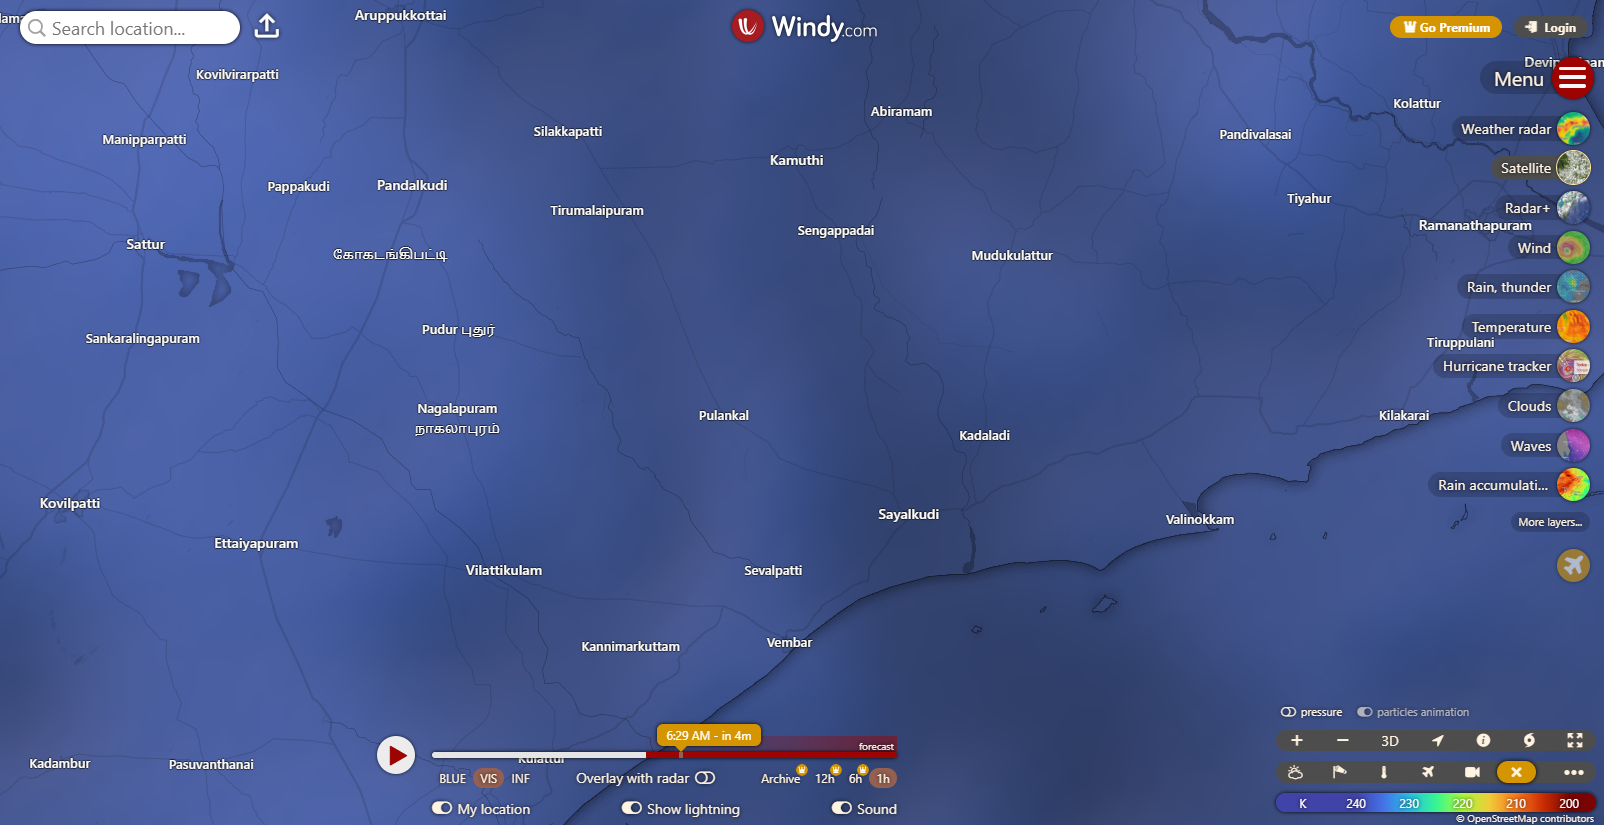 Aruppukkottai
Search location...
Windy.com
Go Premium
Login
Kovilvirarpatti
Menu
Kolattur
Abiramam
Manipparpatti
Silakkapatti
Pandivalasai
Weather radar
Kamuthi
Satellite
Pappakudi
Pandalkudi
Tirumalaipuram
Tiyahur
Radar+
Sengappadai
Ramanathapuram
Sattur
கோகடங்கிபட்டி
Mudukulattur
Wind
Rain, thunder
Sankaralingapuram
Pudur புதுர்
Temperature
Tiruppulani
Hurricane tracker
Nagalapuram
நாகலாபுரம்
Pulankal
Kilakarai
Clouds
Kadaladi
Waves
Rain accumulati...
Kovilpatti
Sayalkudi
Valinokkam
More layers...
Ettaiyapuram
Vilattikulam
Sevalpatti
Kannimarkuttam
Vembar
pressure
particles animation
6:29 AM - in 4m
forecast
3D
Kadambur
Pasuvanthanai
Kulattur
BLUE VIS INF
Overlay with radar
Archive 12h 6h 1h
My location
Show lightning
Sound
K 240 230 220 210 200
© OpenStreetMap contributors